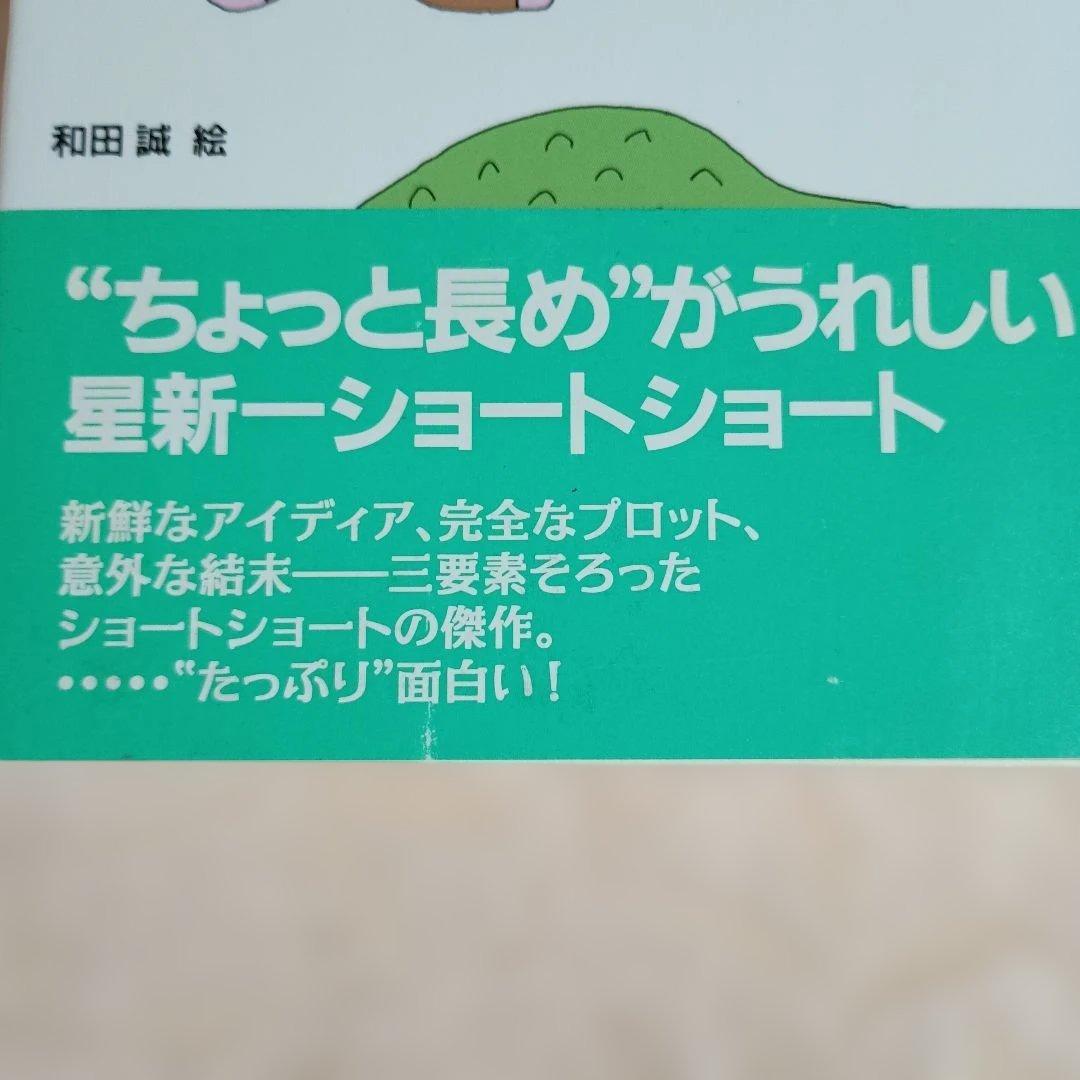 和田 誠 絵
“ちょっと長め”がうれしい
星新一ショートショート
新鮮なアイディア、完全なプロット、
意外な結末――三要素そろった
ショートショートの傑作。
・・・・・“たっぷり”面白い！